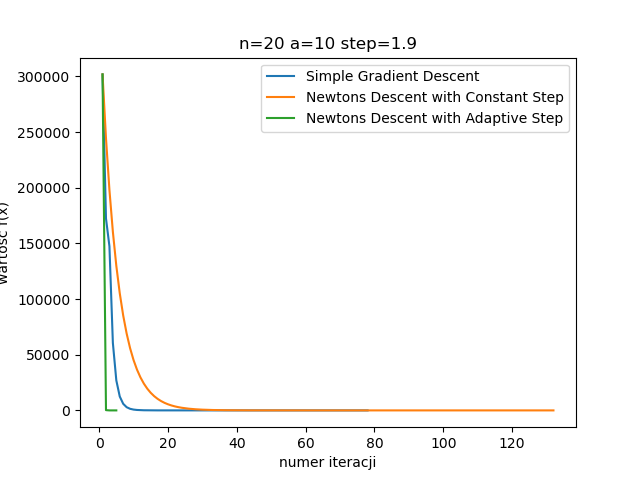 n=20 a=10 step=1.9
Simple Gradient Descent
Newtons Descent with Constant Step
Newtons Descent with Adaptive Step
300000
250000
200000
150000
100000
50000
0
wartość f(x)
0 20 40 60 80 100 120
numer iteracji